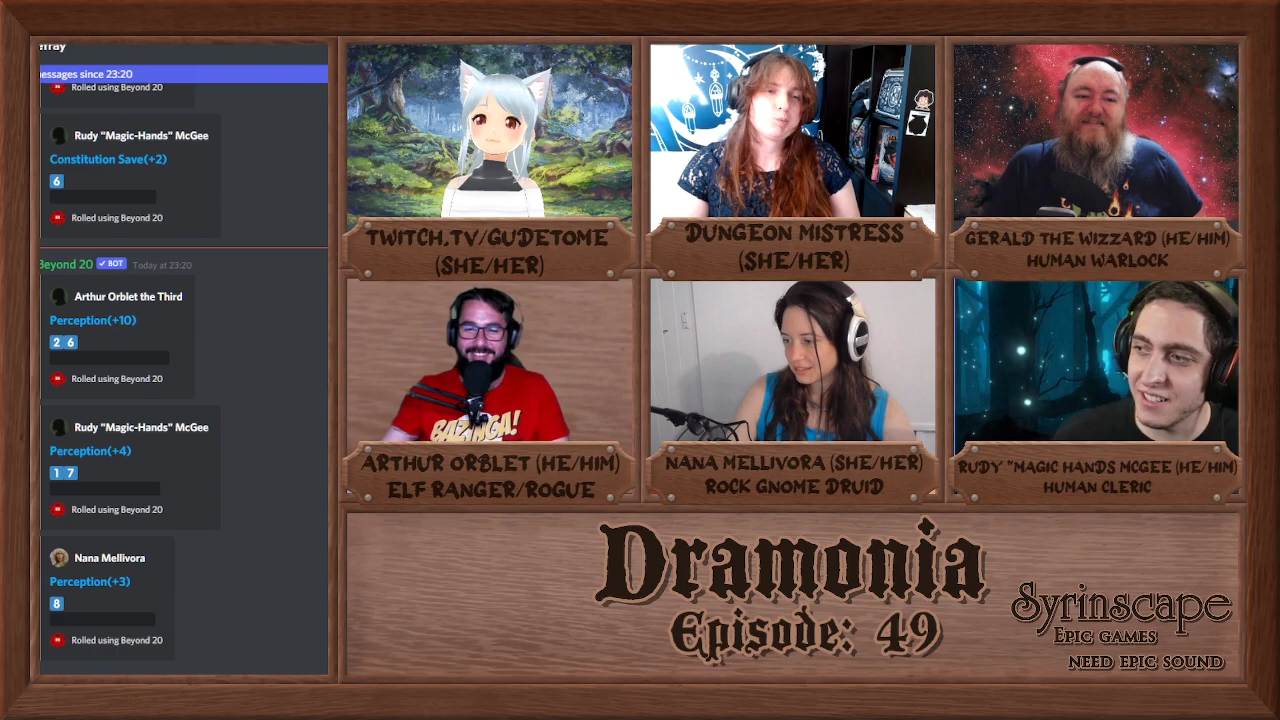 essages since 23:20
Rolled using Beyond 20
Rudy "Magic-Hands" McGee
Constitution Save(+2)
6
Rolled using Beyond 20
Beyond 20 ✓ BOT Today at 23:20
Arthur Orblet the Third
Perception(+10)
2 6
Rolled using Beyond 20
Rudy "Magic-Hands" McGee
Perception(+4)
1 7
Rolled using Beyond 20
Nana Mellivora
Perception(+3)
8
Rolled using Beyond 20
TWITCH.TV/GUDETOME
(SHE/HER)
DUNGEON MISTRESS
(SHE/HER)
GERALD THE WIZZARD (HE/HIM)
HUMAN WARLOCK
BAZINGA!
ARTHUR ORBLET (HE/HIM)
ELF RANGER/ROGUE
NANA MELLIVORA (SHE/HER)
ROCK GNOME DRUID
RUDY "MAGIC HANDS MCGEE (HE/HIM)
HUMAN CLERIC
Dramonia
Episode: 49
Syrinscape
EPIC GAMES
NEED EPIC SOUND